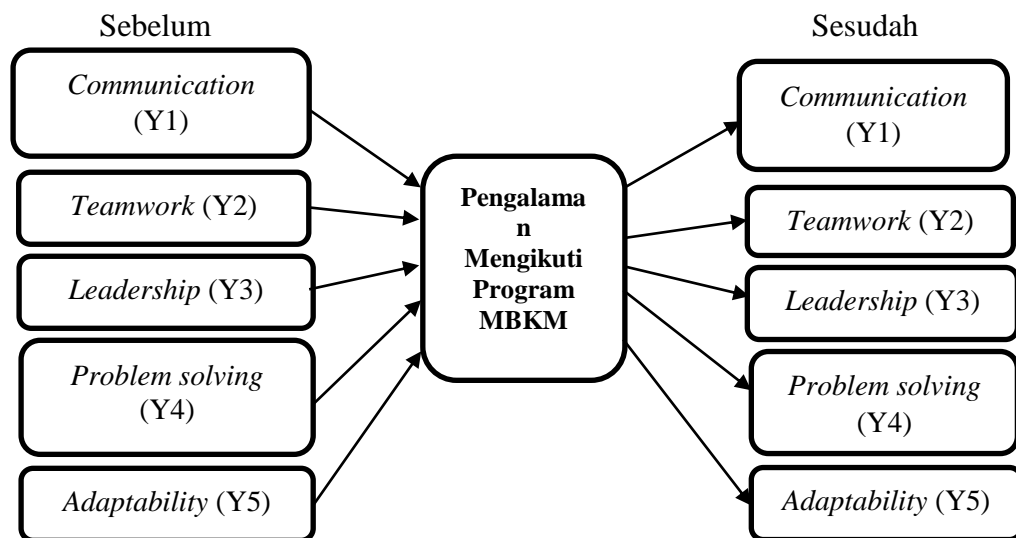 Sebelum
Communication
(Y1)
Teamwork (Y2)
Leadership (Y3)
Problem solving
(Y4)
Adaptability (Y5)
Pengalama
n
Mengikuti
Program
MBKM
Sesudah
Communication
(Y1)
Teamwork (Y2)
Leadership (Y3)
Problem solving
(Y4)
Adaptability (Y5)